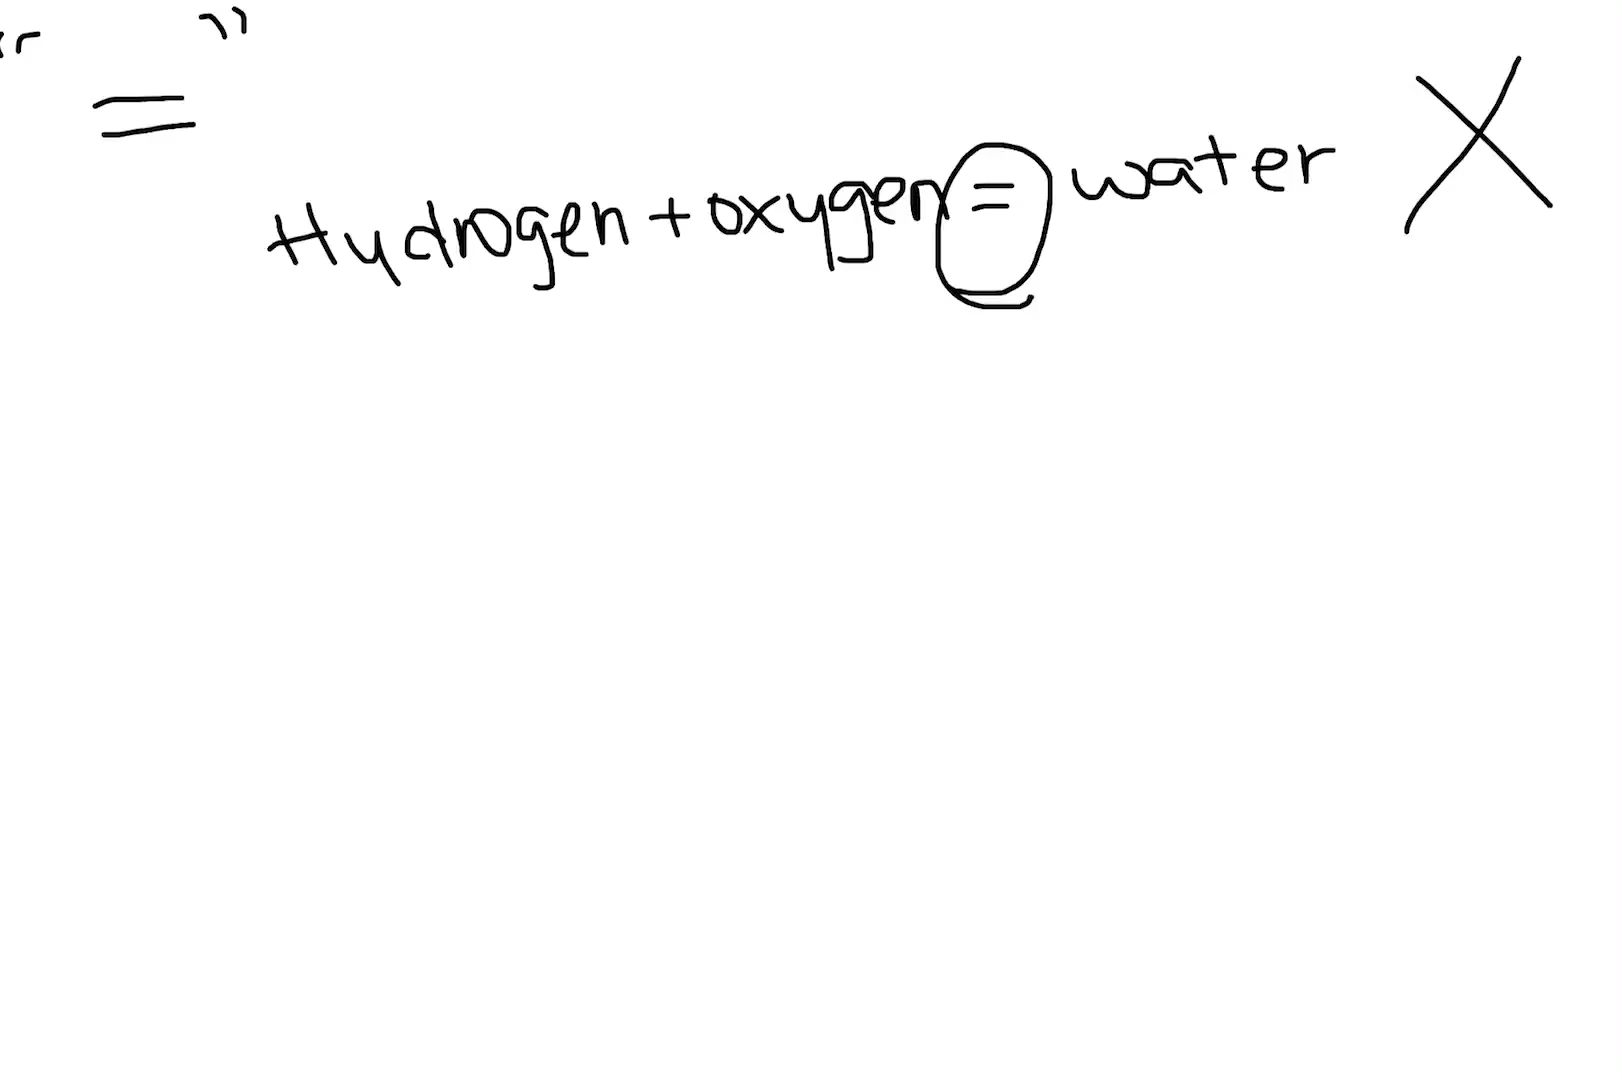 ”
=
Hydrogen + oxygen = water X